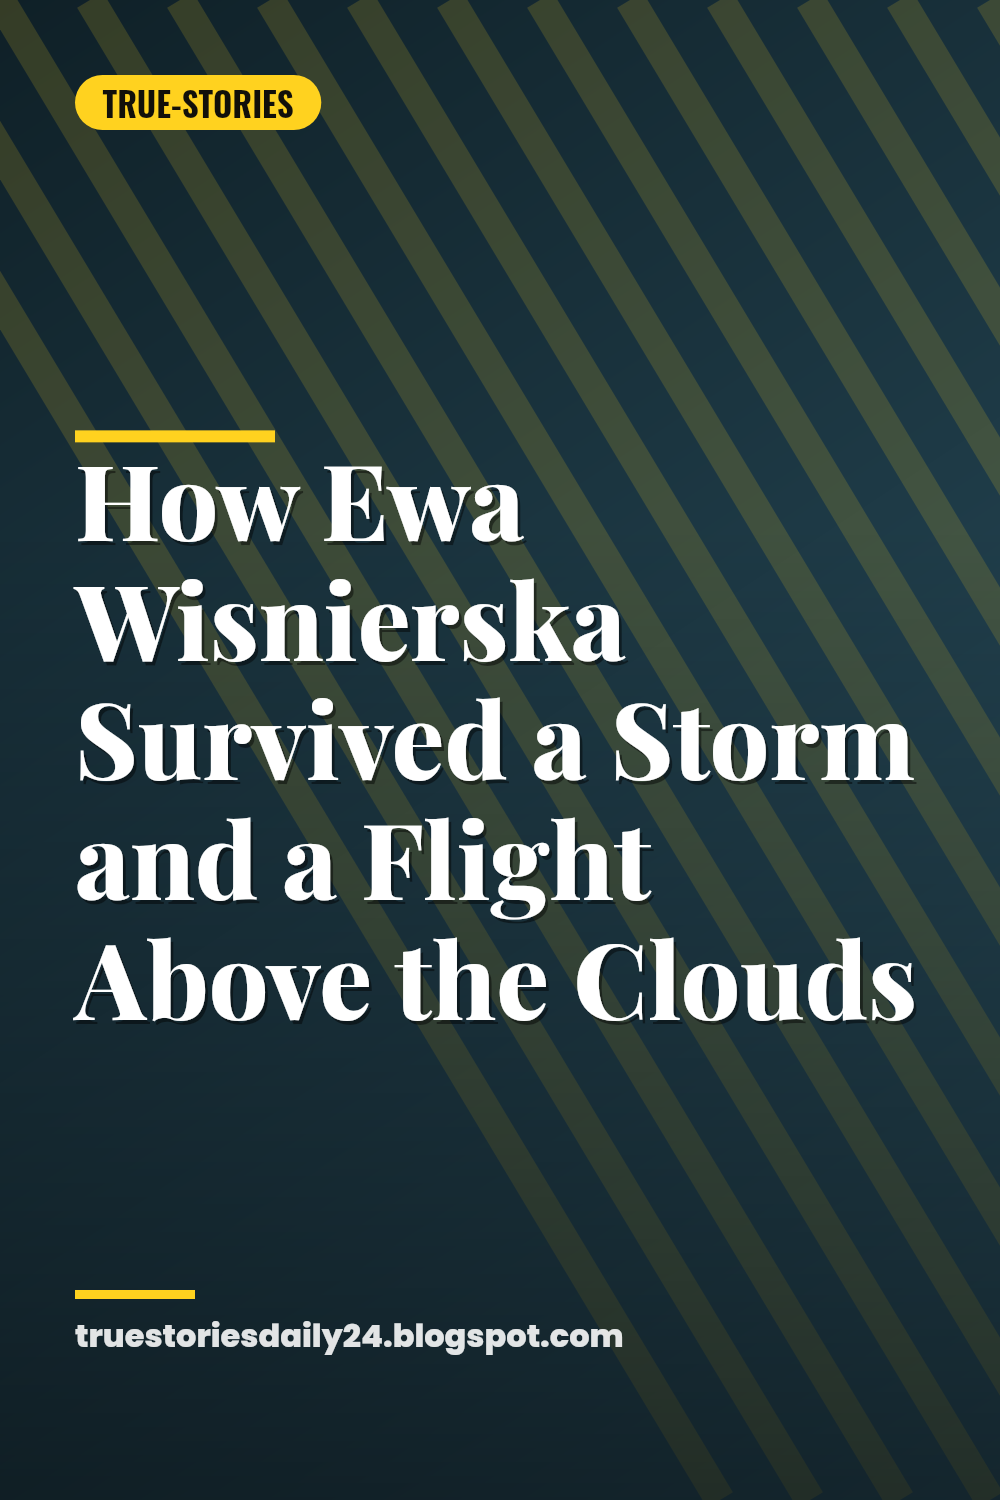 TRUE-STORIES
How Ewa
Wisnierska
Survived a Storm
and a Flight
Above the Clouds
truestoriesdaily24.blogspot.com